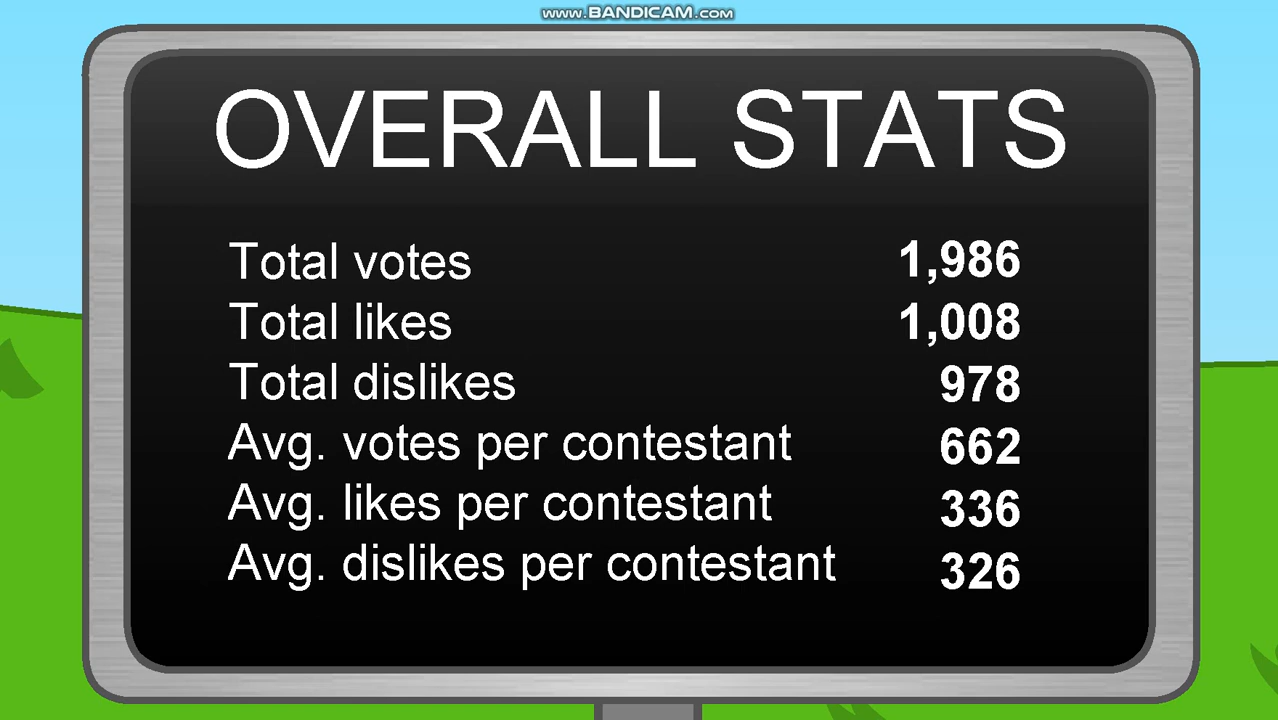 www.BANDICAM.com
OVERALL STATS
Total votes 1,986
Total likes 1,008
Total dislikes 978
Avg. votes per contestant 662
Avg. likes per contestant 336
Avg. dislikes per contestant 326